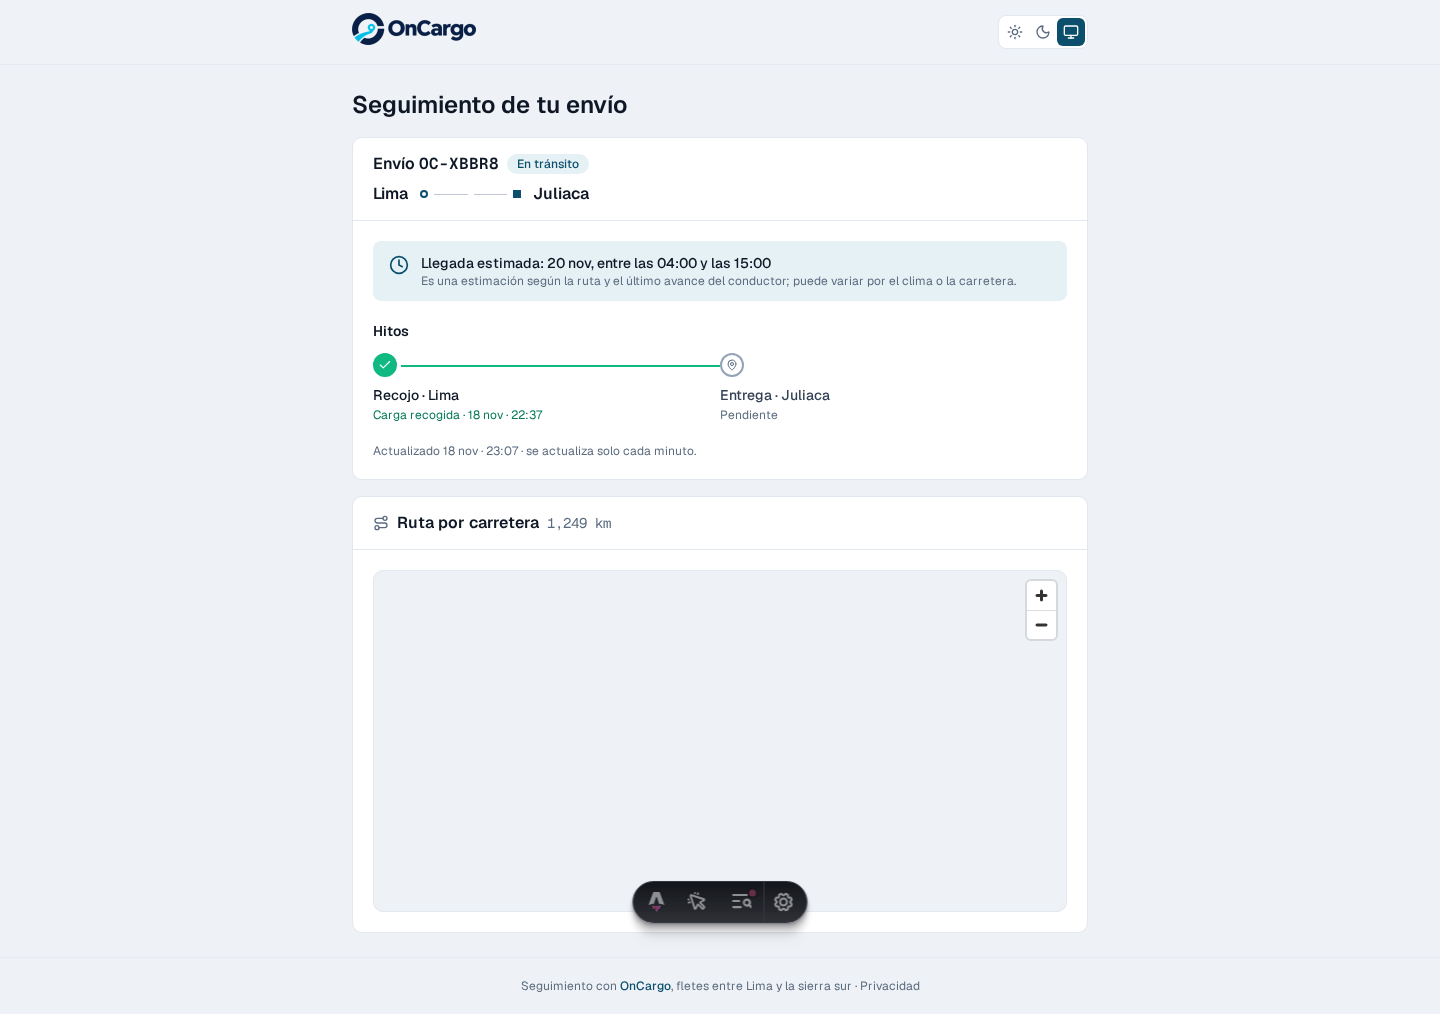 OnCargo
Seguimiento de tu envío
Envío OC-XBBR8 En tránsito
Lima Juliaca
Llegada estimada: 20 nov, entre las 04:00 y las 15:00
Es una estimación según la ruta y el último avance del conductor; puede variar por el clima o la carretera.
Hitos
Recojo · Lima
Carga recogida · 18 nov · 22:37
Entrega · Juliaca
Pendiente
Actualizado 18 nov · 23:07 · se actualiza solo cada minuto.
Ruta por carretera 1,249 km
Seguimiento con OnCargo, fletes entre Lima y la sierra sur · Privacidad